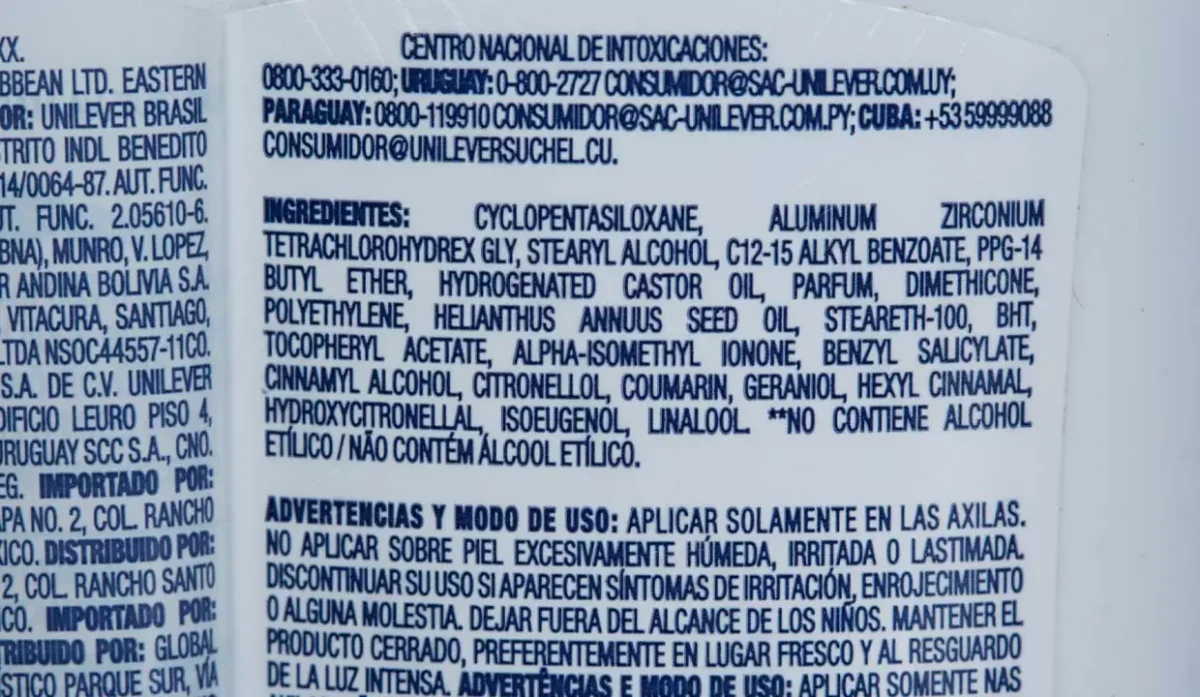 XX.
BBEAN LTD. EASTERN
OR: UNILEVER BRASIL
TRITO INDL BENEDITO
14/0064-87. AUT. FUNC.
UT. FUNC. 2.05610-6.
BNA), MUNRO, V. LOPEZ,
R ANDINA BOLIVIA S.A.
, VITACURA, SANTIAGO,
LTDA NSOC44557-11CO.
S.A. DE C.V. UNILEVER
DIFICIO LEURO PISO 4,
URUGUAY SCC S.A., CNO.
EG. IMPORTADO POR:
APA NO. 2, COL. RANCHO
XICO. DISTRIBUIDO POR:
2, COL. RANCHO SANTO
ICO. IMPORTADO POR:
TRIBUIDO POR: GLOBAL
ÍSTICO PARQUE SUR, VÍA
CENTRO NACIONAL DE INTOXICACIONES:
0800-333-0160; URUGUAY: 0-800-2727 CONSUMIDOR@SAC-UNILEVER.COM.UY;
PARAGUAY: 0800-119910 CONSUMIDOR@SAC-UNILEVER.COM.PY; CUBA: +53 59999088
CONSUMIDOR@UNILEVERSUCHEL.CU.
INGREDIENTES: CYCLOPENTASILOXANE, ALUMINUM ZIRCONIUM
TETRACHLOROHYDREX GLY, STEARYL ALCOHOL, C12-15 ALKYL BENZOATE, PPG-14
BUTYL ETHER, HYDROGENATED CASTOR OIL, PARFUM, DIMETHICONE,
POLYETHYLENE, HELIANTHUS ANNUUS SEED OIL, STEARETH-100, BHT,
TOCOPHERYL ACETATE, ALPHA-ISOMETHYL IONONE, BENZYL SALICYLATE,
CINNAMYL ALCOHOL, CITRONELLOL, COUMARIN, GERANIOL, HEXYL CINNAMAL,
HYDROXYCITRONELLAL, ISOEUGENOL, LINALOOL. **NO CONTIENE ALCOHOL
ETÍLICO / NÃO CONTÉM ÁLCOOL ETÍLICO.
ADVERTENCIAS Y MODO DE USO: APLICAR SOLAMENTE EN LAS AXILAS.
NO APLICAR SOBRE PIEL EXCESIVAMENTE HÚMEDA, IRRITADA O LASTIMADA.
DISCONTINUAR SU USO SI APARECEN SÍNTOMAS DE IRRITACIÓN, ENROJECIMIENTO
O ALGUNA MOLESTIA. DEJAR FUERA DEL ALCANCE DE LOS NIÑOS. MANTENER EL
PRODUCTO CERRADO, PREFERENTEMENTE EN LUGAR FRESCO Y AL RESGUARDO
DE LA LUZ INTENSA. ADVERTÊNCIAS E MODO DE USO: APLICAR SOMENTE NAS